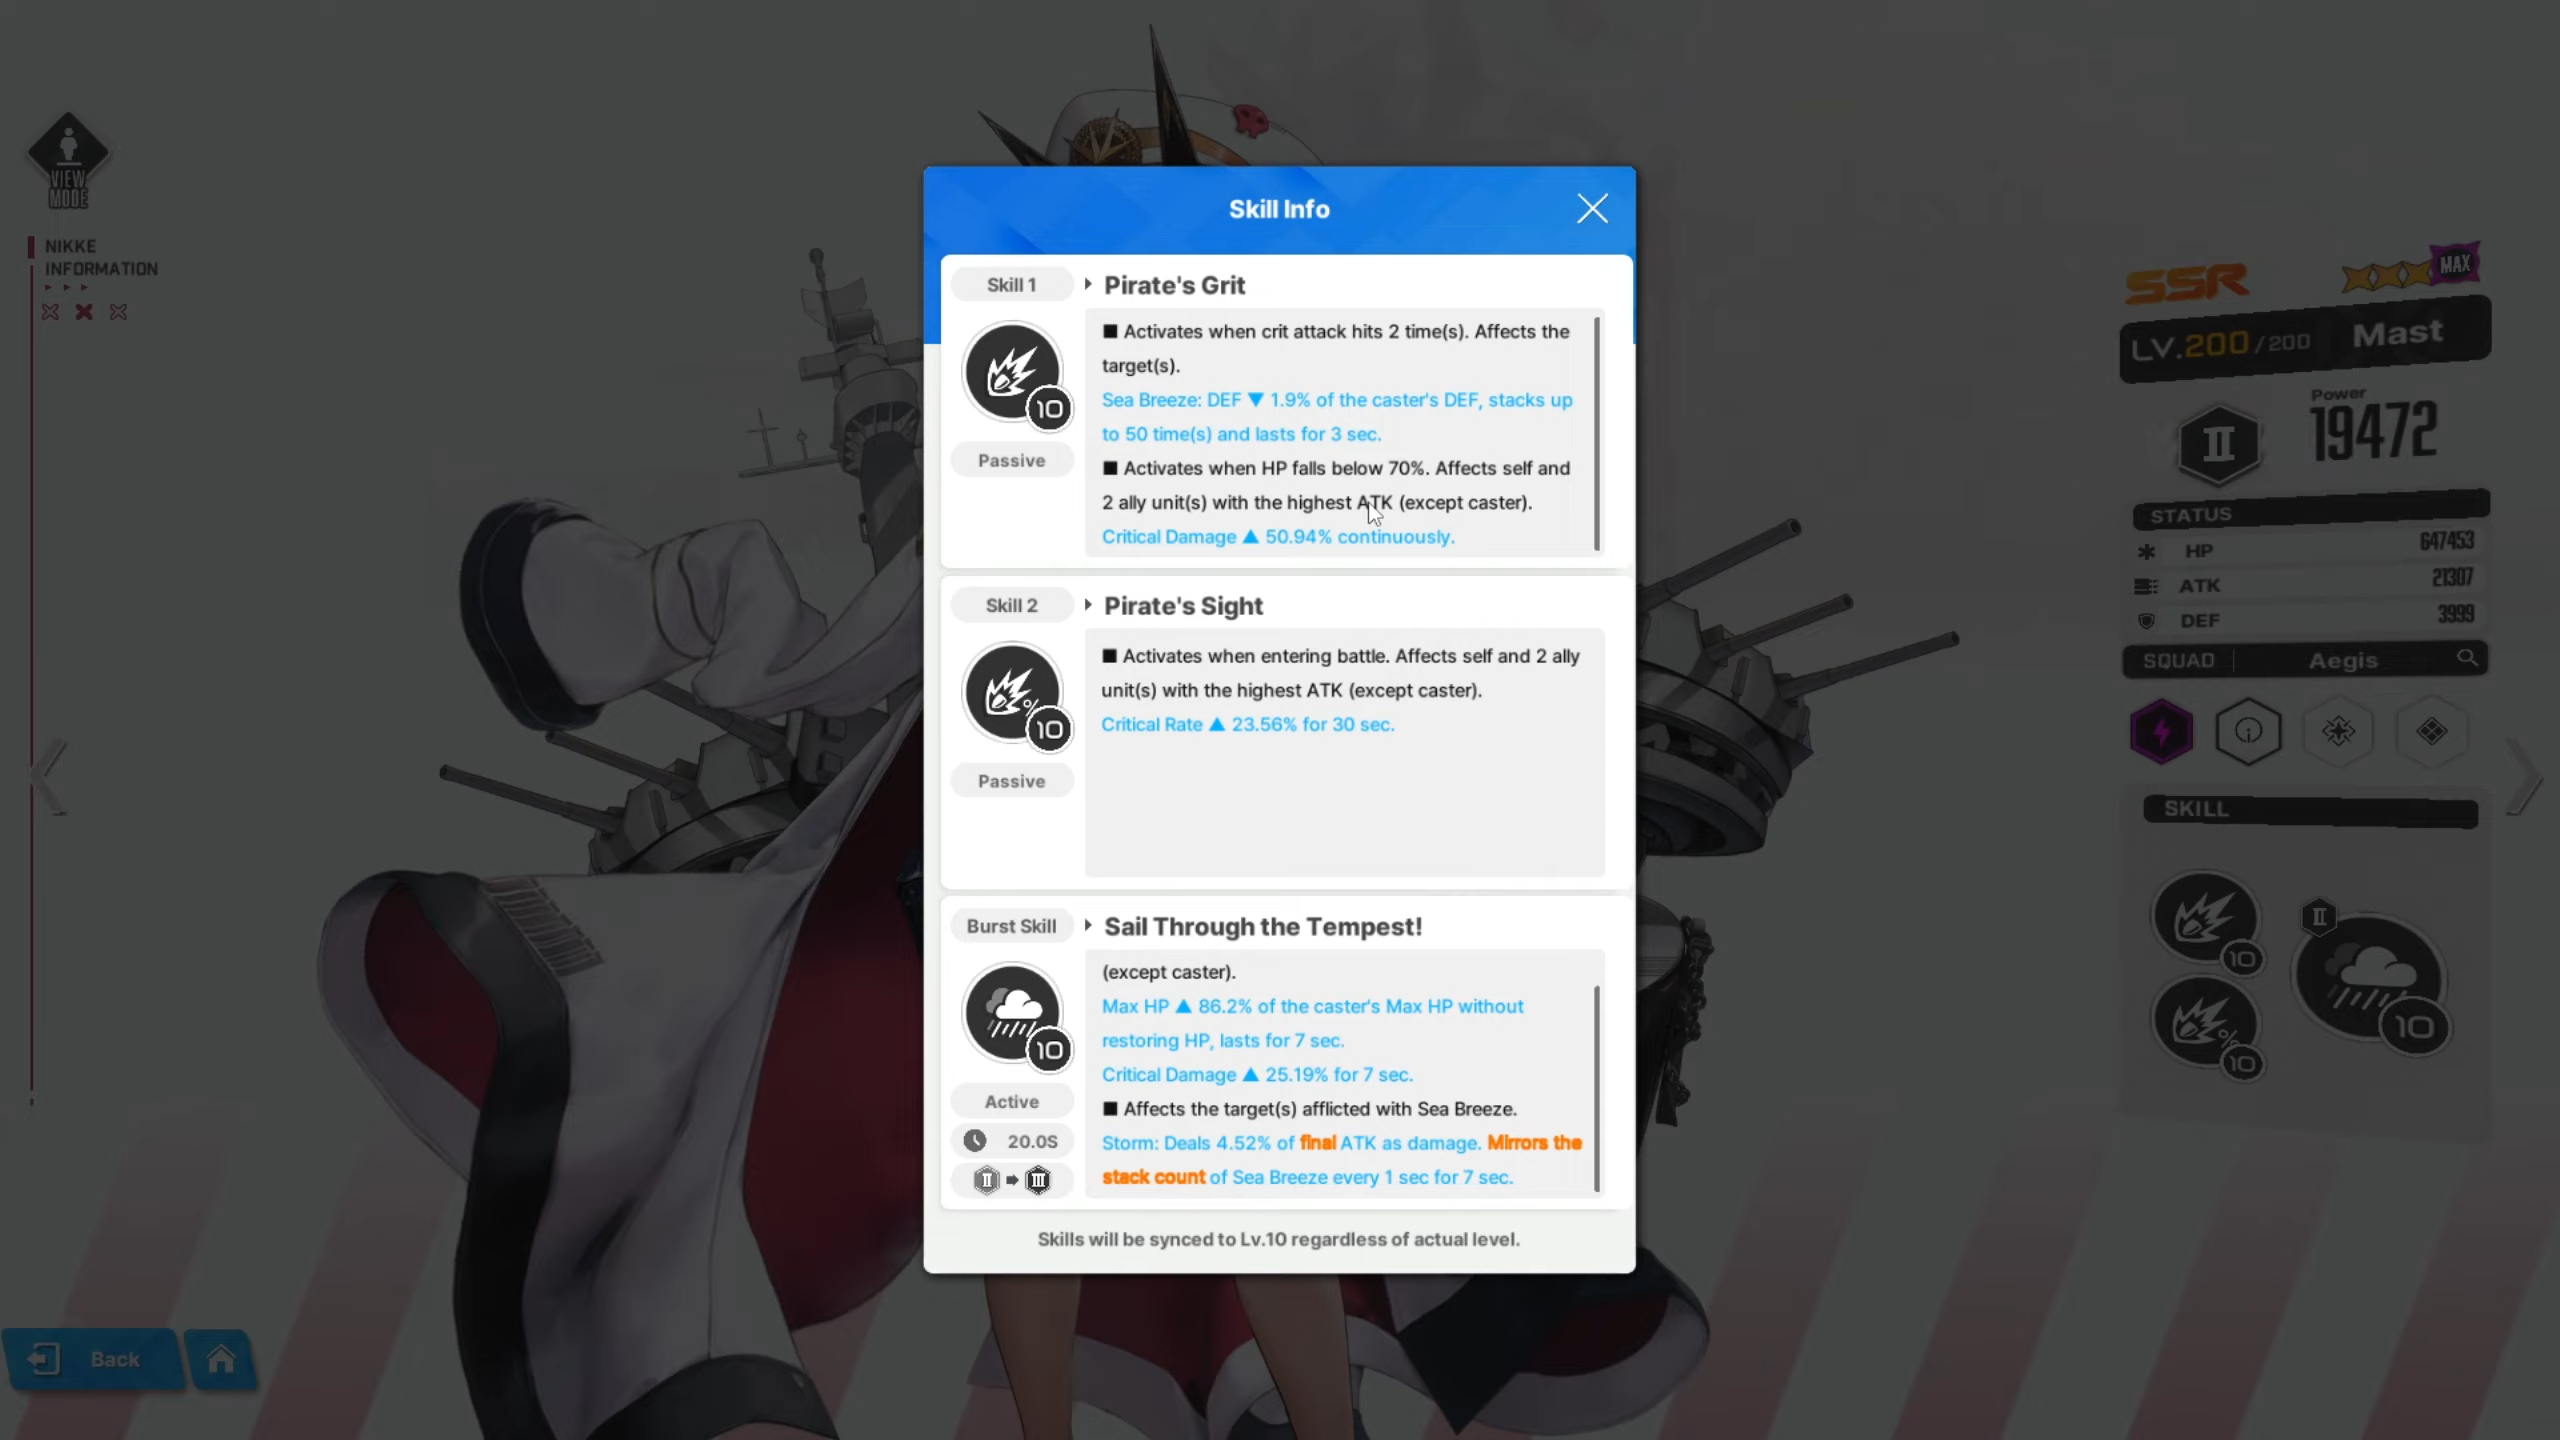 VIEW
MODE
NIKKE
INFORMATION
Skill Info
Skill 1
Pirate's Grit
■ Activates when crit attack hits 2 time(s). Affects the
target(s).
Sea Breeze: DEF ▼ 1.9% of the caster's DEF, stacks up
to 50 time(s) and lasts for 3 sec.
■ Activates when HP falls below 70%. Affects self and
2 ally unit(s) with the highest ATK (except caster).
Critical Damage ▲ 50.94% continuously.
10
Passive
Skill 2
Pirate's Sight
■ Activates when entering battle. Affects self and 2 ally
unit(s) with the highest ATK (except caster).
Critical Rate ▲ 23.56% for 30 sec.
10
Passive
Burst Skill
Sail Through the Tempest!
(except caster).
Max HP ▲ 86.2% of the caster's Max HP without
restoring HP, lasts for 7 sec.
Critical Damage ▲ 25.19% for 7 sec.
■ Affects the target(s) afflicted with Sea Breeze.
Storm: Deals 4.52% of final ATK as damage. Mirrors the
stack count of Sea Breeze every 1 sec for 7 sec.
10
Active
20.0S
II III
Skills will be synced to Lv.10 regardless of actual level.
SSR
MAX
LV.200/200 Mast
Power
II 19472
STATUS
HP 647453
ATK 21307
DEF 3999
SQUAD Aegis
SKILL
10
II
10
10
Back